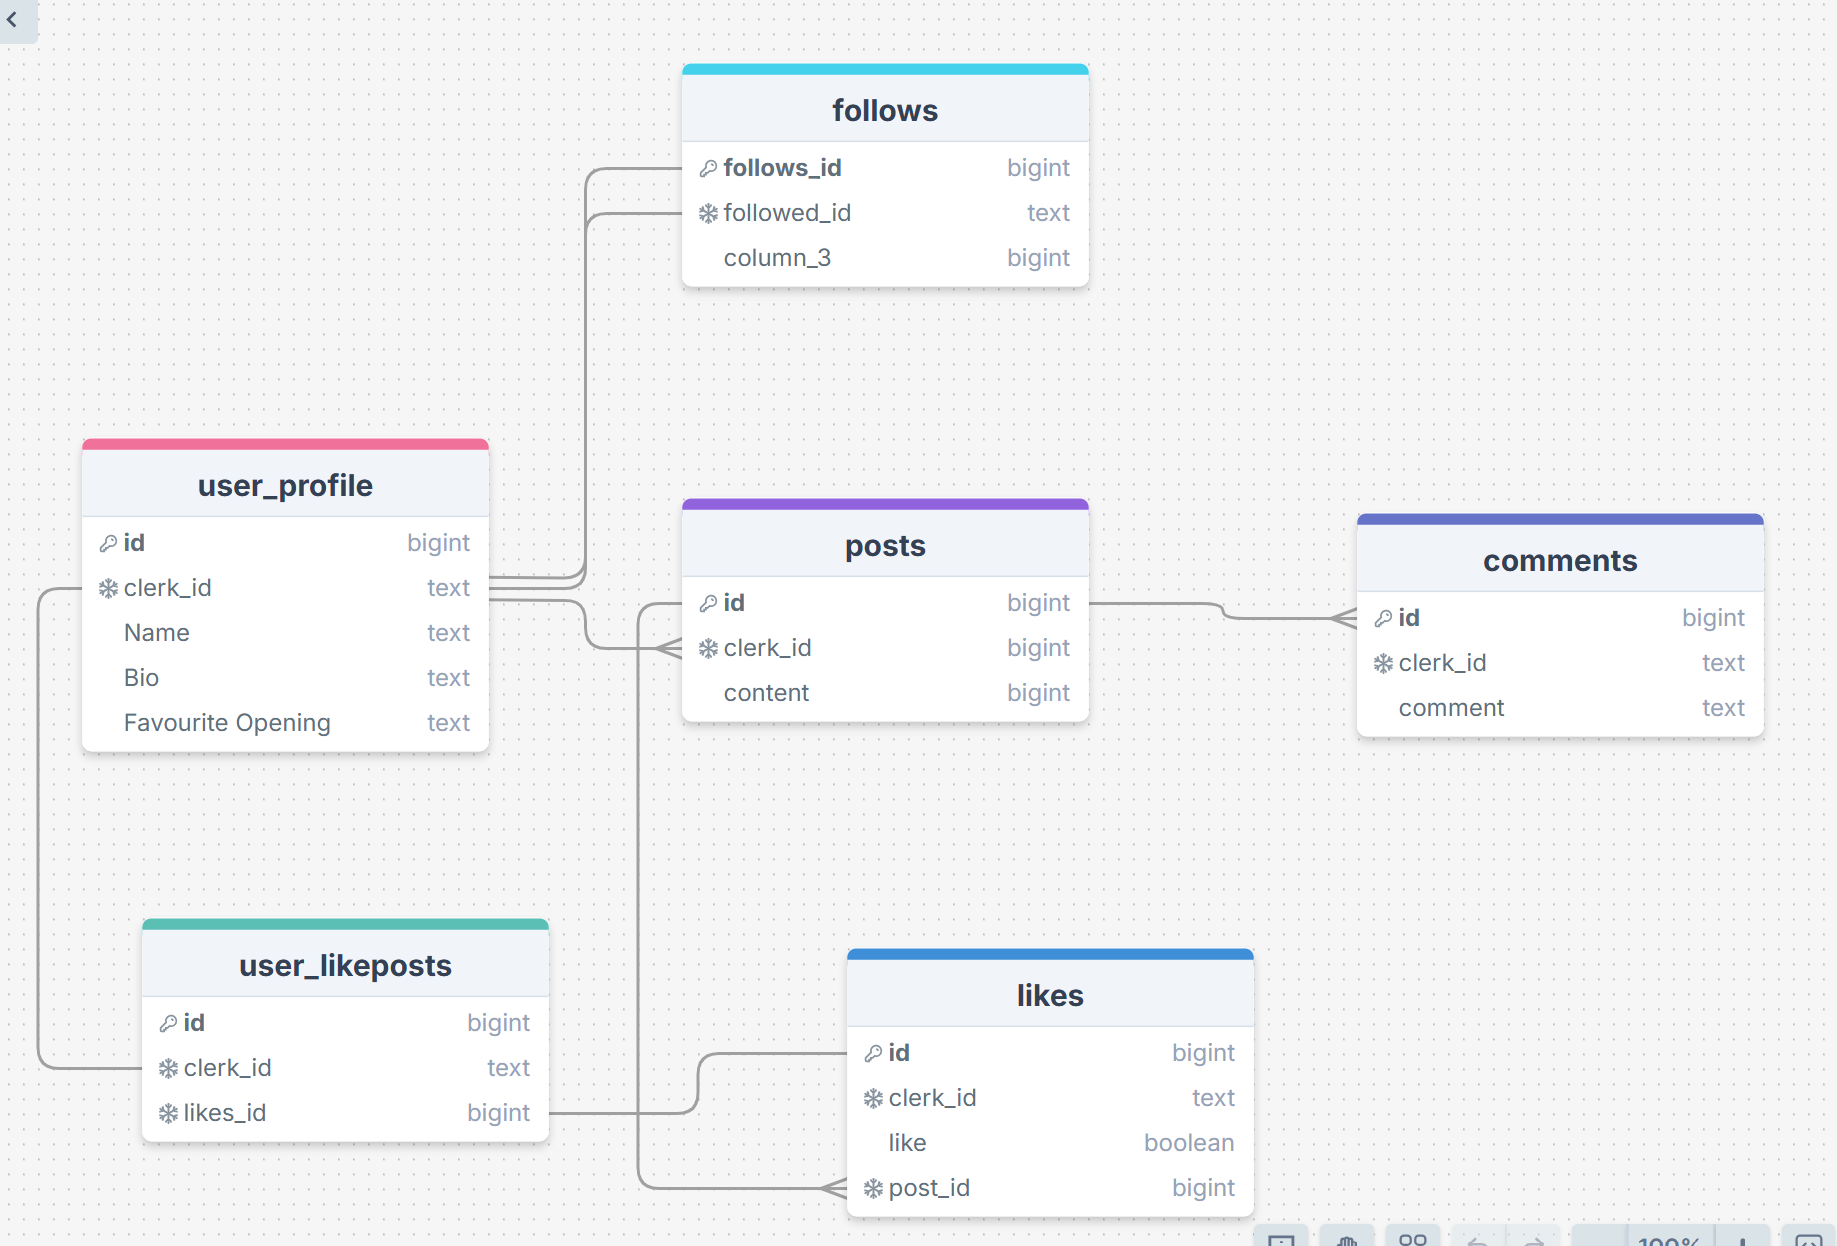 follows
follows_id bigint
followed_id text
column_3 bigint
user_profile
id bigint
clerk_id text
Name text
Bio text
Favourite Opening text
posts
id bigint
clerk_id bigint
content bigint
comments
id bigint
clerk_id text
comment text
user_likeposts
id bigint
clerk_id text
likes_id bigint
likes
id bigint
clerk_id text
like boolean
post_id bigint
100%